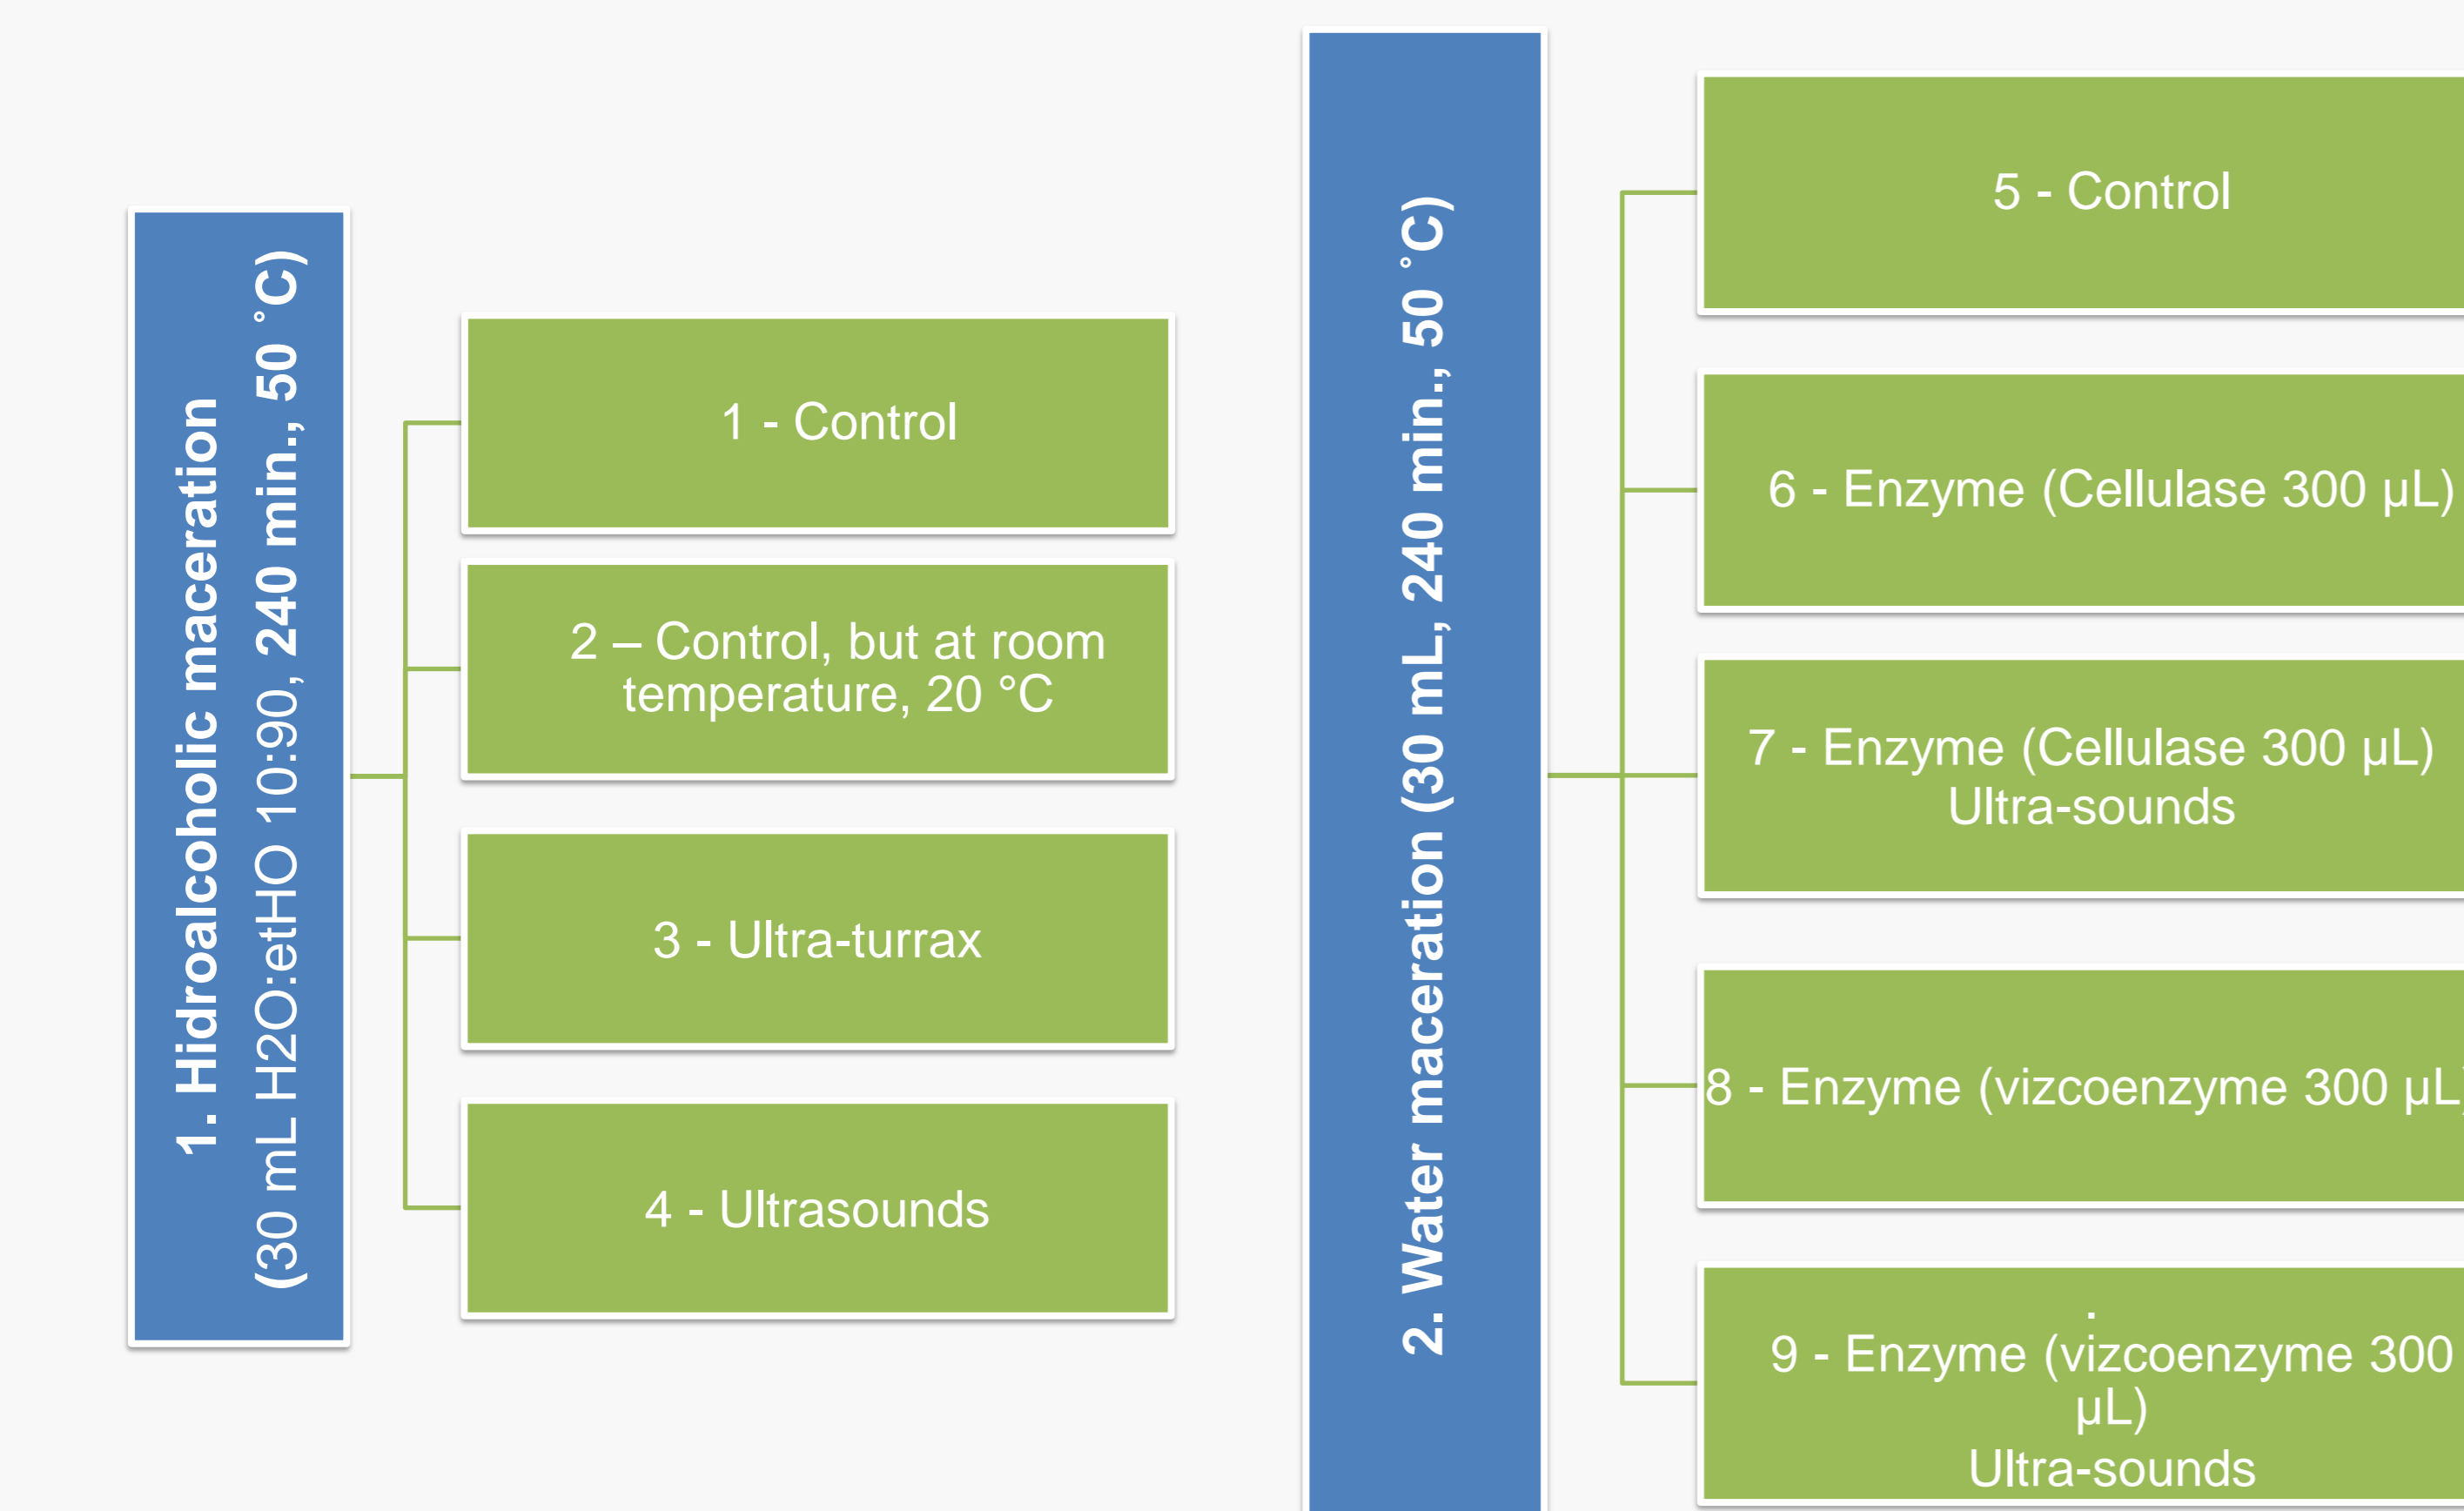 1. Hidroalcoholic maceration
(30 mL H2O:etHO 10:90, 240 min., 50 ˚C)
1 - Control
2 – Control, but at room
temperature, 20 °C
3 - Ultra-turrax
4 - Ultrasounds
2. Water maceration (30 mL, 240 min., 50 ˚C)
5 - Control
6 - Enzyme (Cellulase 300 µL)
7 - Enzyme (Cellulase 300 µL)
Ultra-sounds
8 - Enzyme (vizcoenzyme 300 µL)
.
9 - Enzyme (vizcoenzyme 300
µL)
Ultra-sounds